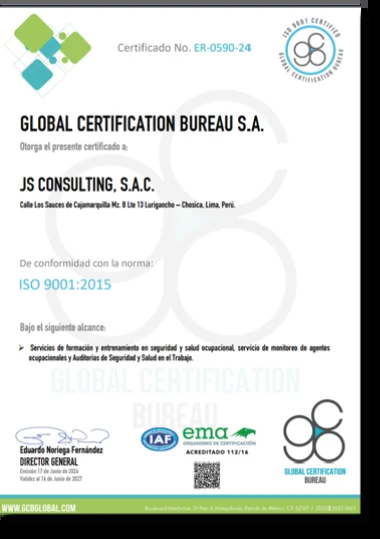 Certificado No. ER-0590-24
ISO 9001 CERTIFIED
GLOBAL CERTIFICATION BUREAU
GLOBAL CERTIFICATION BUREAU S.A.
Otorga el presente certificado a:
JS CONSULTING, S.A.C.
Calle Los Sauces de Cajamarquilla Mz. B Lte 13 Lurigancho – Chosica, Lima, Perú.
De conformidad con la norma:
ISO 9001:2015
Bajo el siguiente alcance:
➢ Servicios de formación y entrenamiento en seguridad y salud ocupacional, servicio de monitoreo de agentes
ocupacionales y Auditorias de Seguridad y Salud en el Trabajo.
GLOBAL CERTIFICATION
BUREAU
Eduardo Noriega Fernández
DIRECTOR GENERAL
Emisión 17 de Junio 2024
Validez al 16 de Junio de 2027
IAF
ema
ORGANISMO DE CERTIFICACIÓN
ACREDITADO 112/16
GLOBAL CERTIFICATION
BUREAU
WWW.GCBGLOBAL.COM